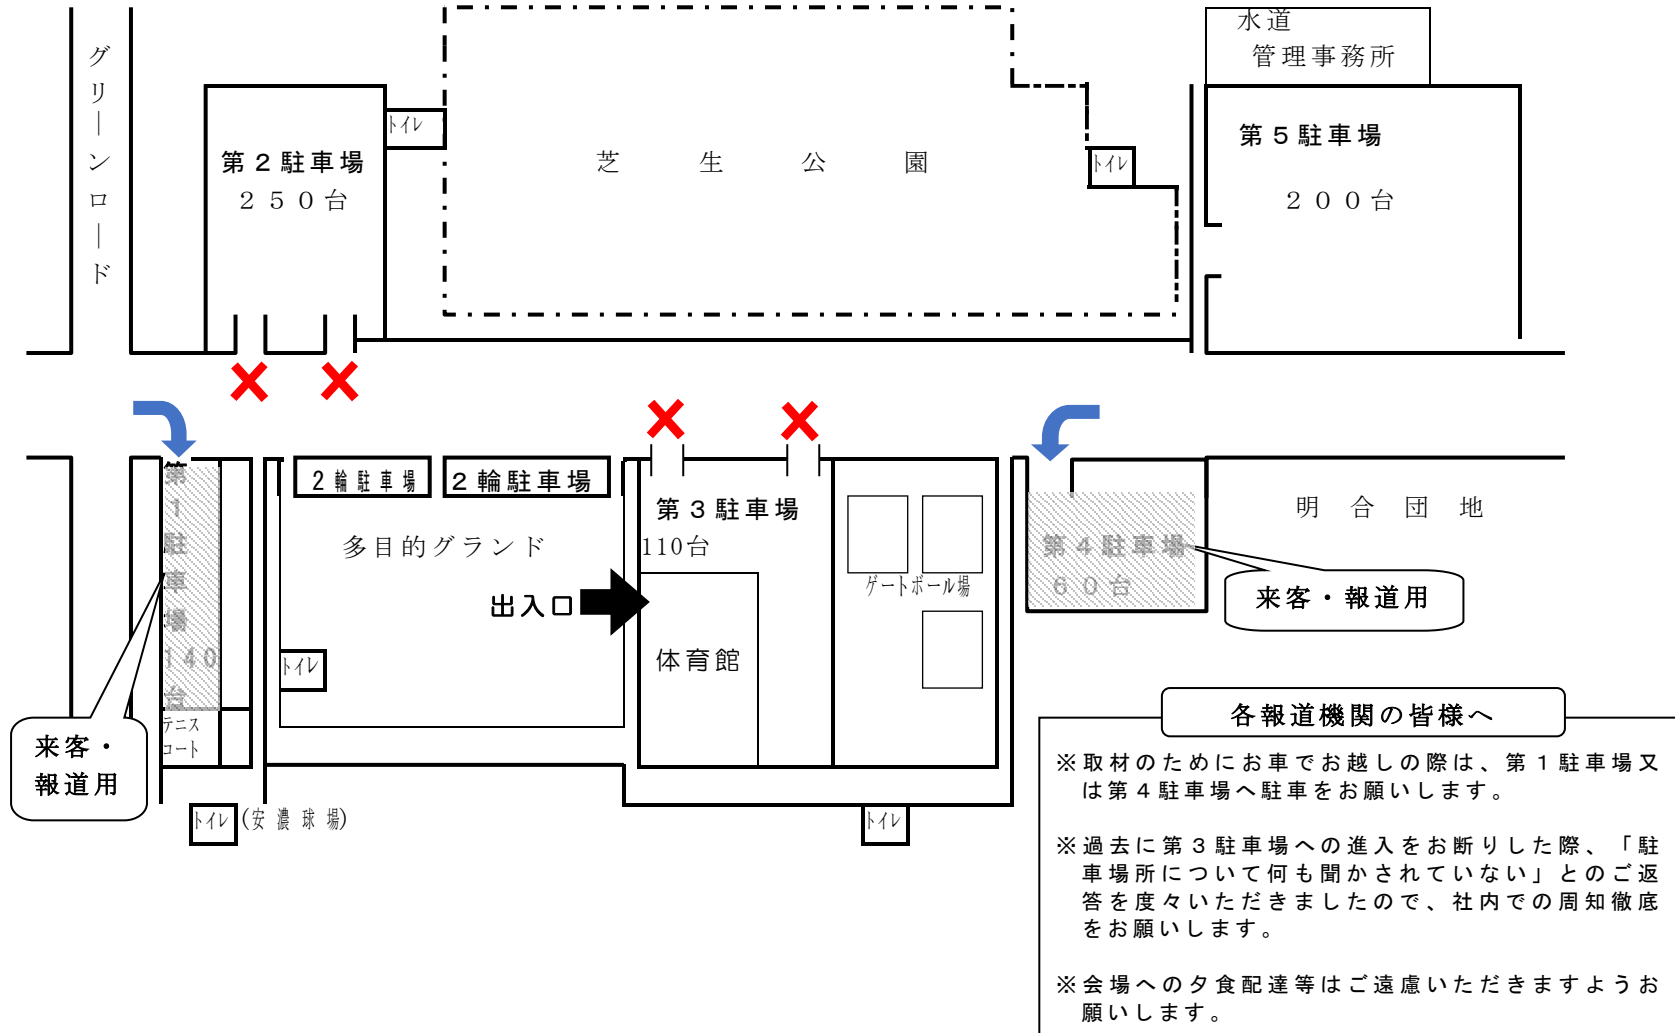 水道
管理事務所
グリーンロード
トイレ
第２駐車場
２５０台
芝生公園
トイレ
第５駐車場
２００台
第１駐車場
140台
２輪駐車場
２輪駐車場
第３駐車場
110台
多目的グランド
出入口
体育館
ゲートボール場
第４駐車場
６０台
明合団地
来客・報道用
トイレ
テニス
コート
来客・
報道用
トイレ
(安濃球場)
トイレ
各報道機関の皆様へ
※取材のためにお車でお越しの際は、第１駐車場又
は第４駐車場へ駐車をお願いします。
※過去に第３駐車場への進入をお断りした際、「駐
車場所について何も聞かされていない」とのご返
答を度々いただきましたので、社内での周知徹底
をお願いします。
※会場への夕食配達等はご遠慮いただきますようお
願いします。